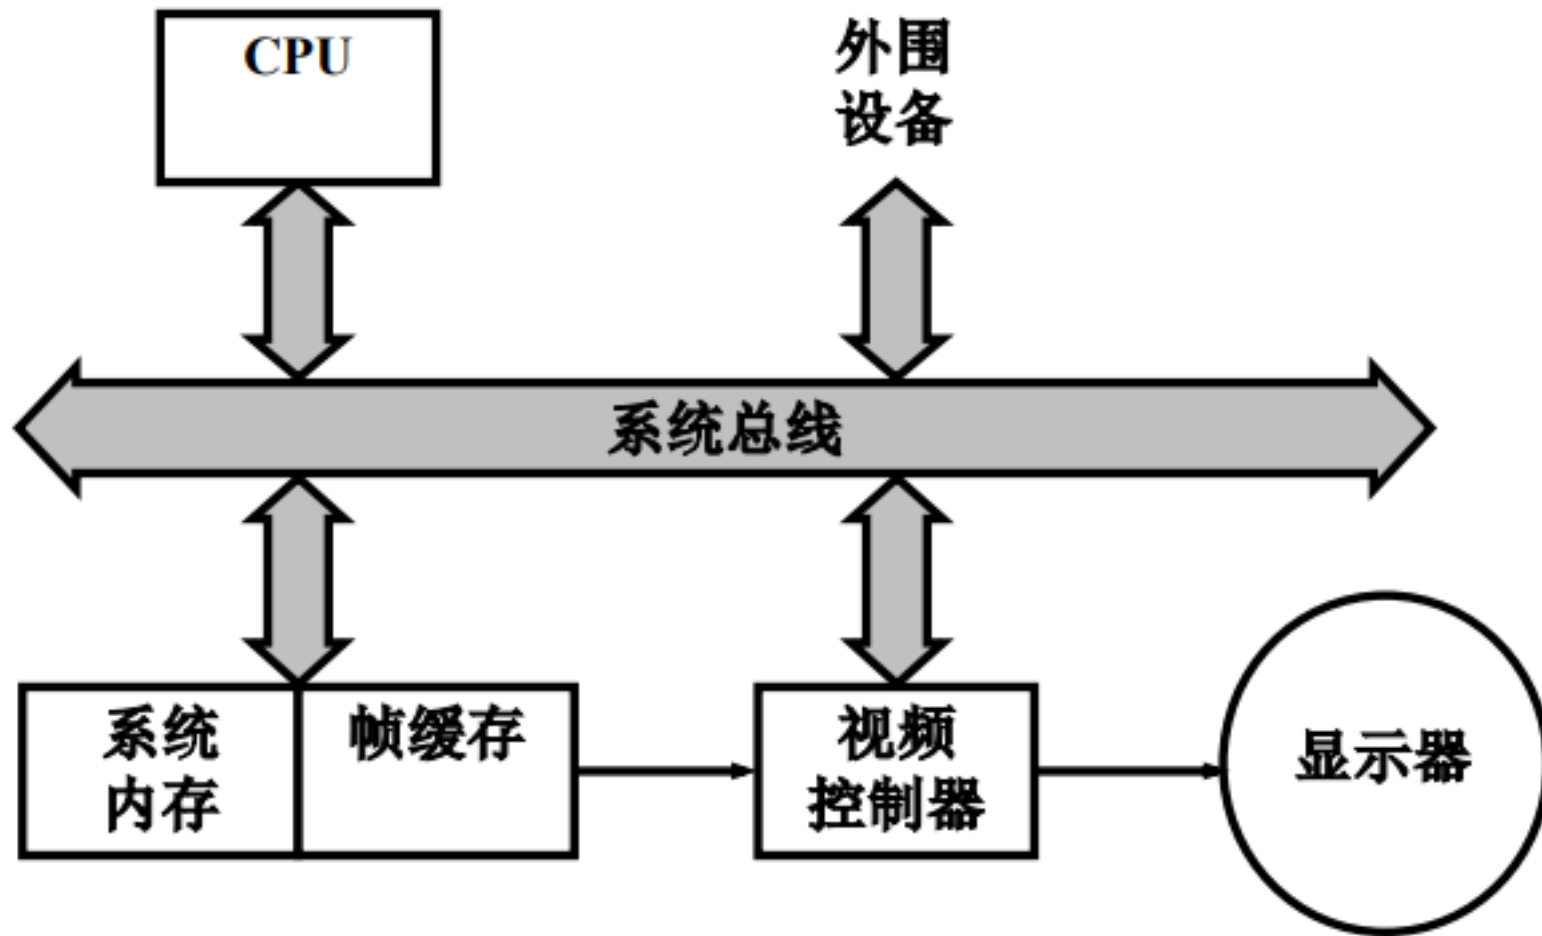 CPU
外围
设备
系统总线
系统
内存
帧缓存
视频
控制器
显示器